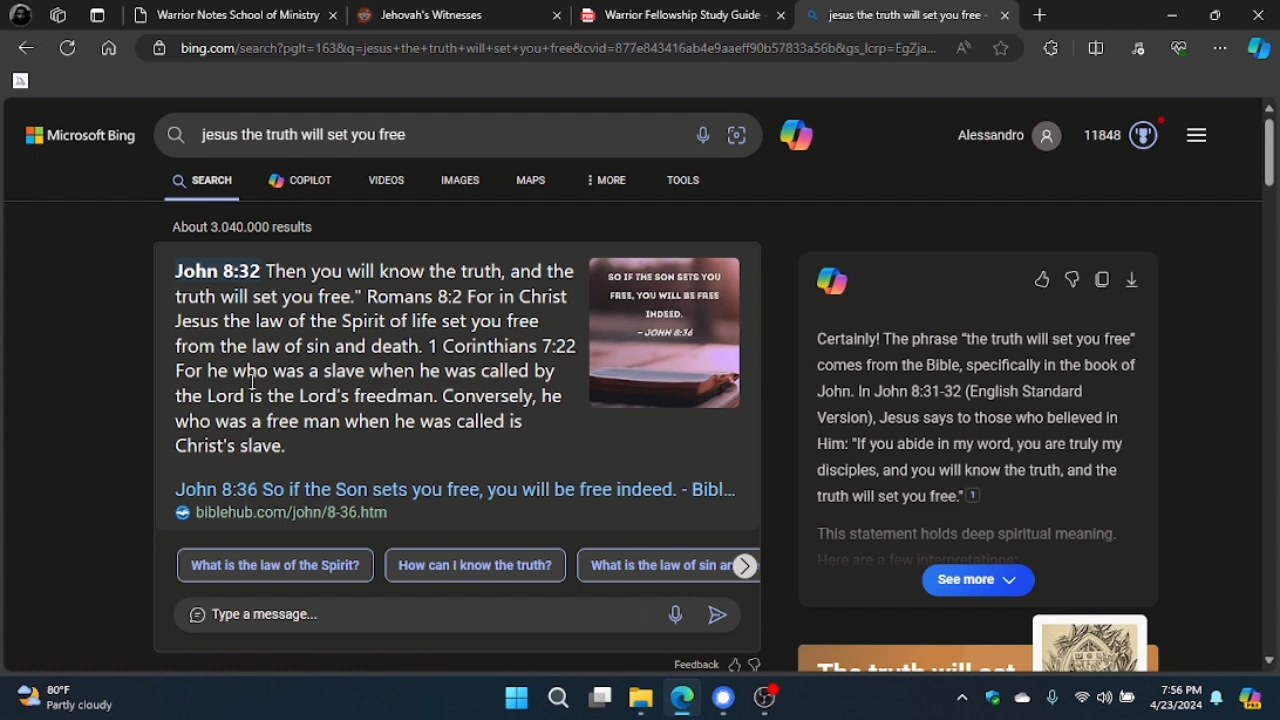 Warrior Notes School of Ministry
Jehovah's Witnesses
Warrior Fellowship Study Guide -
jesus the truth will set you free -
bing.com/search?pglt=163&q=jesus+the+truth+will+set+you+free&cvid=877e843416ab4e9aaeff90b57833a56b&gs_lcrp=EgZja...
Microsoft Bing
jesus the truth will set you free
Alessandro
11848
SEARCH
COPILOT
VIDEOS
IMAGES
MAPS
MORE
TOOLS
About 3.040.000 results
John 8:32 Then you will know the truth, and the
truth will set you free." Romans 8:2 For in Christ
Jesus the law of the Spirit of life set you free
from the law of sin and death. 1 Corinthians 7:22
For he who was a slave when he was called by
the Lord is the Lord's freedman. Conversely, he
who was a free man when he was called is
Christ's slave.
SO IF THE SON SETS YOU
FREE, YOU WILL BE FREE
INDEED.
- JOHN 8:36
John 8:36 So if the Son sets you free, you will be free indeed. - Bibl...
biblehub.com/john/8-36.htm
What is the law of the Spirit?
How can I know the truth?
What is the law of sin an
Type a message...
Feedback
Certainly! The phrase "the truth will set you free"
comes from the Bible, specifically in the book of
John. In John 8:31-32 (English Standard
Version), Jesus says to those who believed in
Him: "If you abide in my word, you are truly my
disciples, and you will know the truth, and the
truth will set you free." 1
This statement holds deep spiritual meaning.
Here are a few interpretations:
See more
The truth will set
80°F
Partly cloudy
7:56 PM
4/23/2024